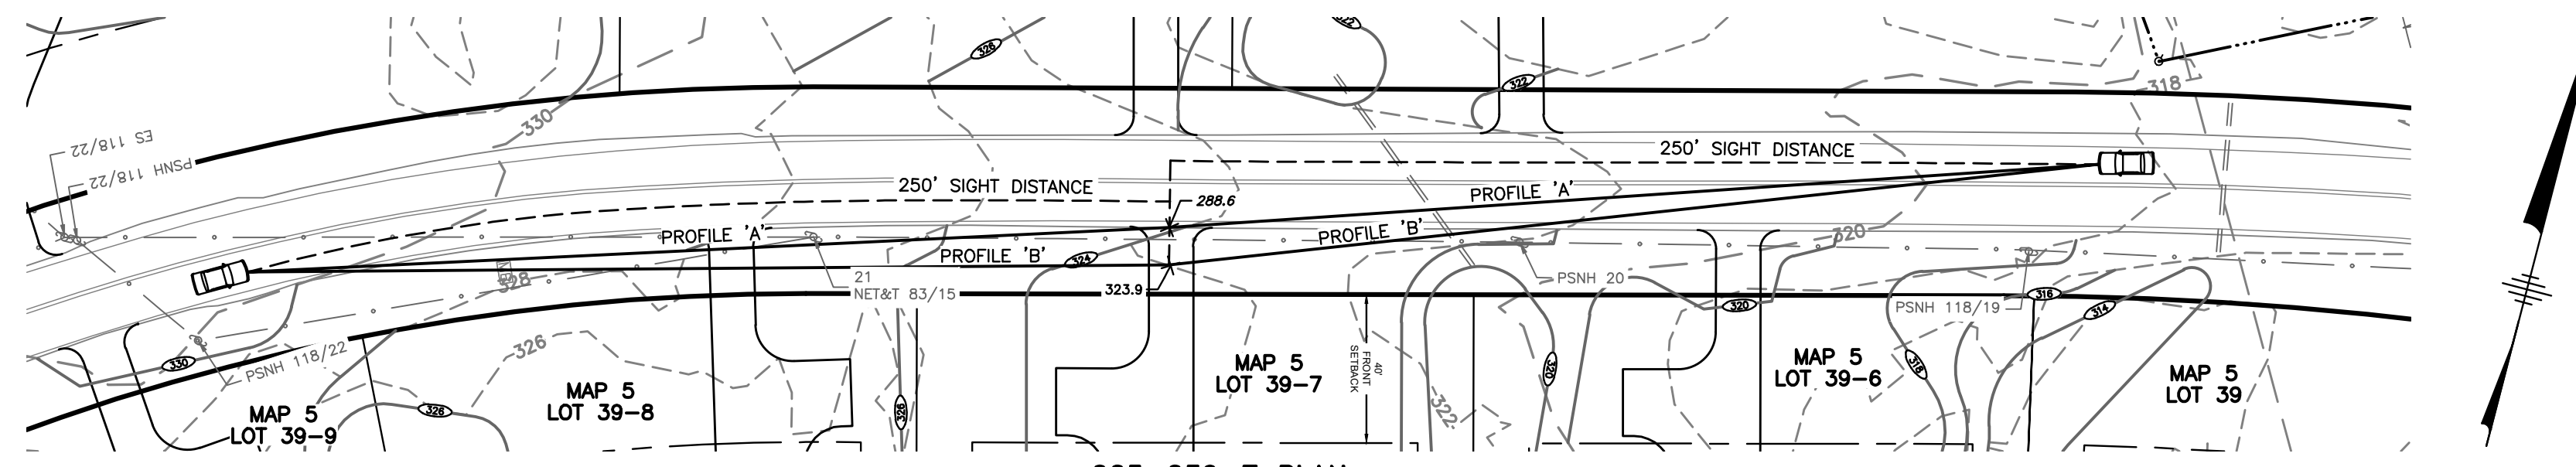 326
322
318
330
ES 118/22
PSNH 118/22
250' SIGHT DISTANCE
250' SIGHT DISTANCE
288.6
PROFILE 'A'
PROFILE 'A'
PROFILE 'B'
PROFILE 'B'
320
324
328
21
NET&T 83/15
323.9
PSNH 20
PSNH 118/19
316
314
320
330
PSNH 118/22
326
326
326
320
318
322
40'
FRONT
SETBACK
MAP 5
LOT 39-9
MAP 5
LOT 39-8
MAP 5
LOT 39-7
MAP 5
LOT 39-6
MAP 5
LOT 39